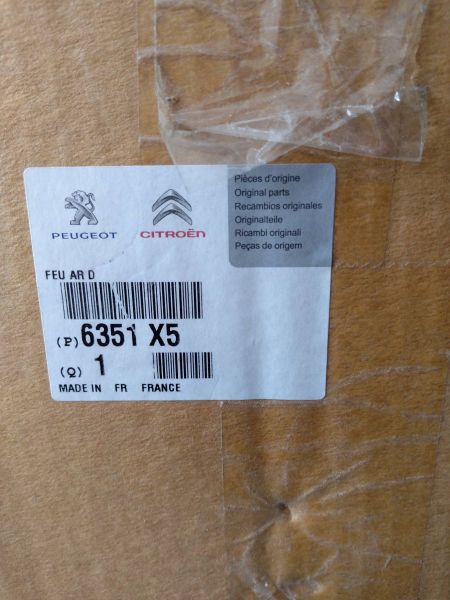 Pièces d'origine
Original parts
Recambios originales
Originalteile
Ricambi originali
Peças de origem
PEUGEOT
CITROËN
FEU AR D
(P) 6351 X5
(Q) 1
MADE IN FR FRANCE